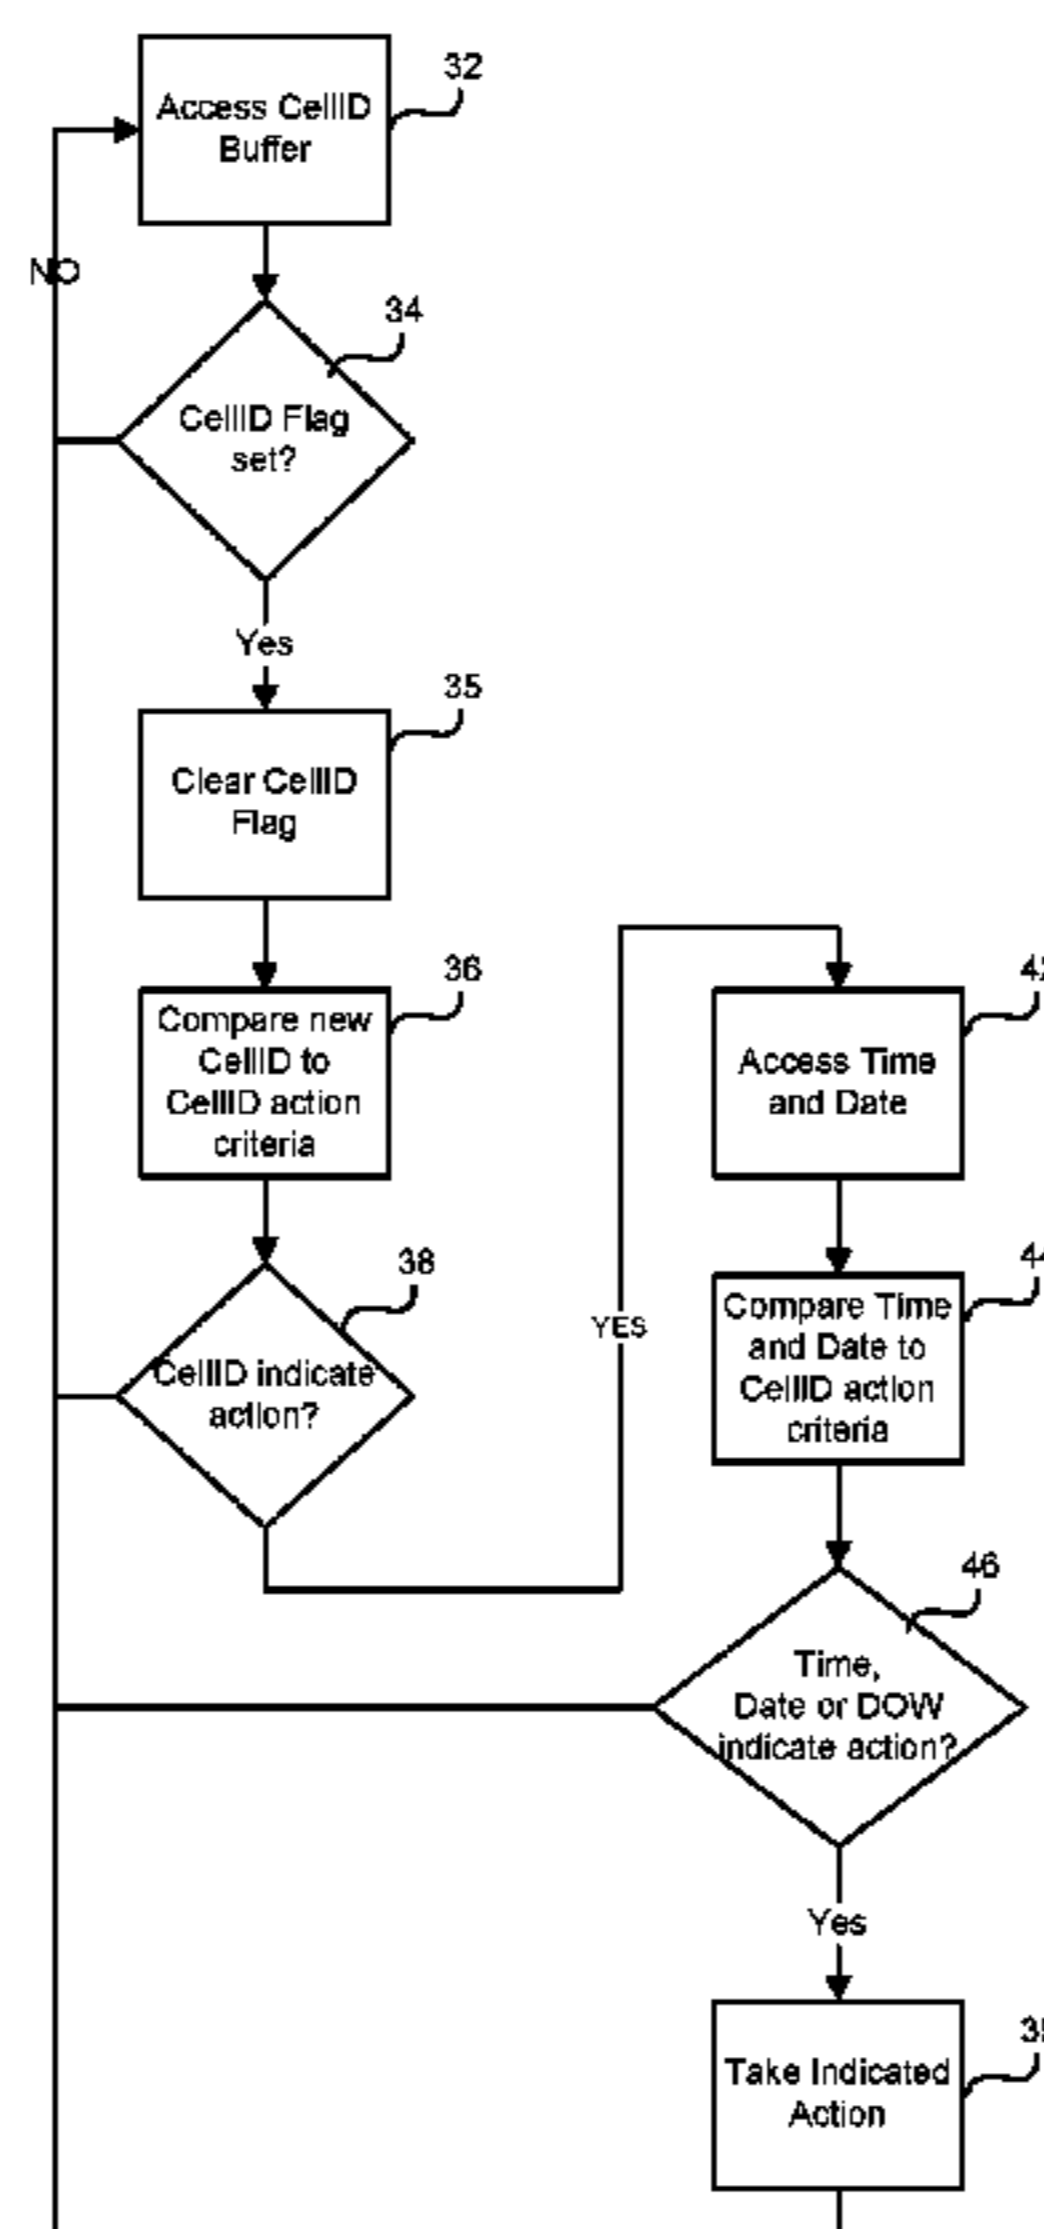 32
Access CellID
Buffer
NO
34
CellID Flag
set?
Yes
35
Clear CellID
Flag
36
Compare new
CellID to
CellID action
criteria
38
CellID indicate
action?
YES
Access Time
and Date
Compare Time
and Date to
CellID action
criteria
46
Time,
Date or DOW
indicate action?
Yes
Take Indicated
Action